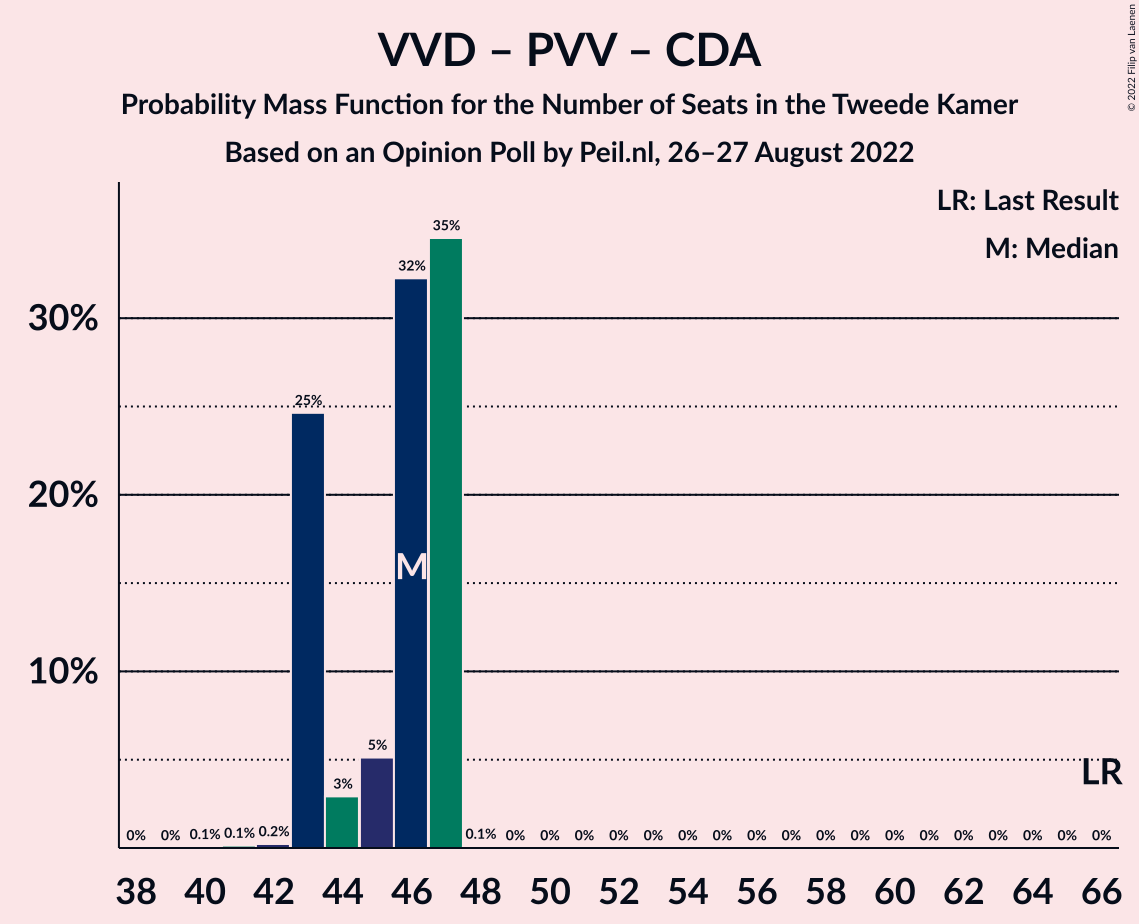 VVD – PVV – CDA
Probability Mass Function for the Number of Seats in the Tweede Kamer
Based on an Opinion Poll by Peil.nl, 26–27 August 2022
© 2022 Filip van Laenen
LR: Last Result
M: Median
30%
20%
10%
0% 0% 0.1% 0.1% 0.2% 25% 3% 5% 32% 35% 0.1% 0% 0% 0% 0% 0% 0% 0% 0% 0% 0% 0% 0% 0% 0% 0% 0% 0% 0%
M
LR
38 40 42 44 46 48 50 52 54 56 58 60 62 64 66